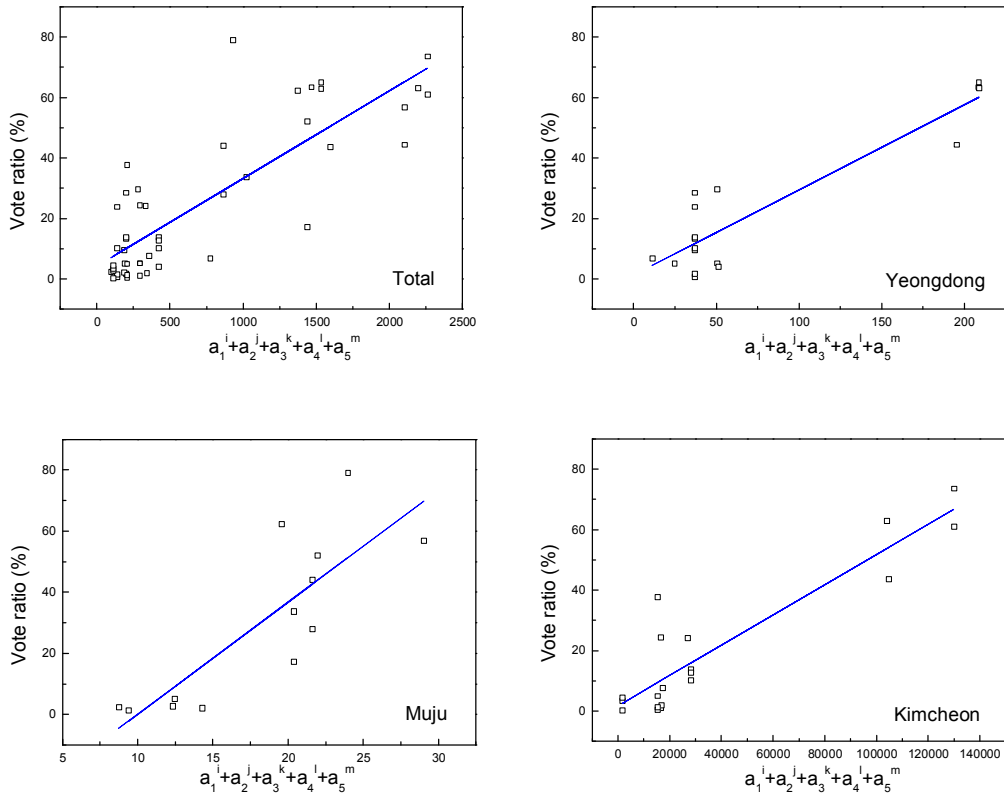 80
60
40
20
0
Vote ratio (%)
Total
0 500 1000 1500 2000 2500
a₁ⁱ+a₂ʲ+a₃ᵏ+a₄ˡ+a₅ᵐ
80
60
40
20
0
Vote ratio (%)
Yeongdong
0 50 100 150 200
a₁ⁱ+a₂ʲ+a₃ᵏ+a₄ˡ+a₅ᵐ
80
60
40
20
0
Vote ratio (%)
Muju
5 10 15 20 25 30
a₁ⁱ+a₂ʲ+a₃ᵏ+a₄ˡ+a₅ᵐ
80
60
40
20
0
Vote ratio (%)
Kimcheon
0 20000 40000 60000 80000 100000 120000 140000
a₁ⁱ+a₂ʲ+a₃ᵏ+a₄ˡ+a₅ᵐ